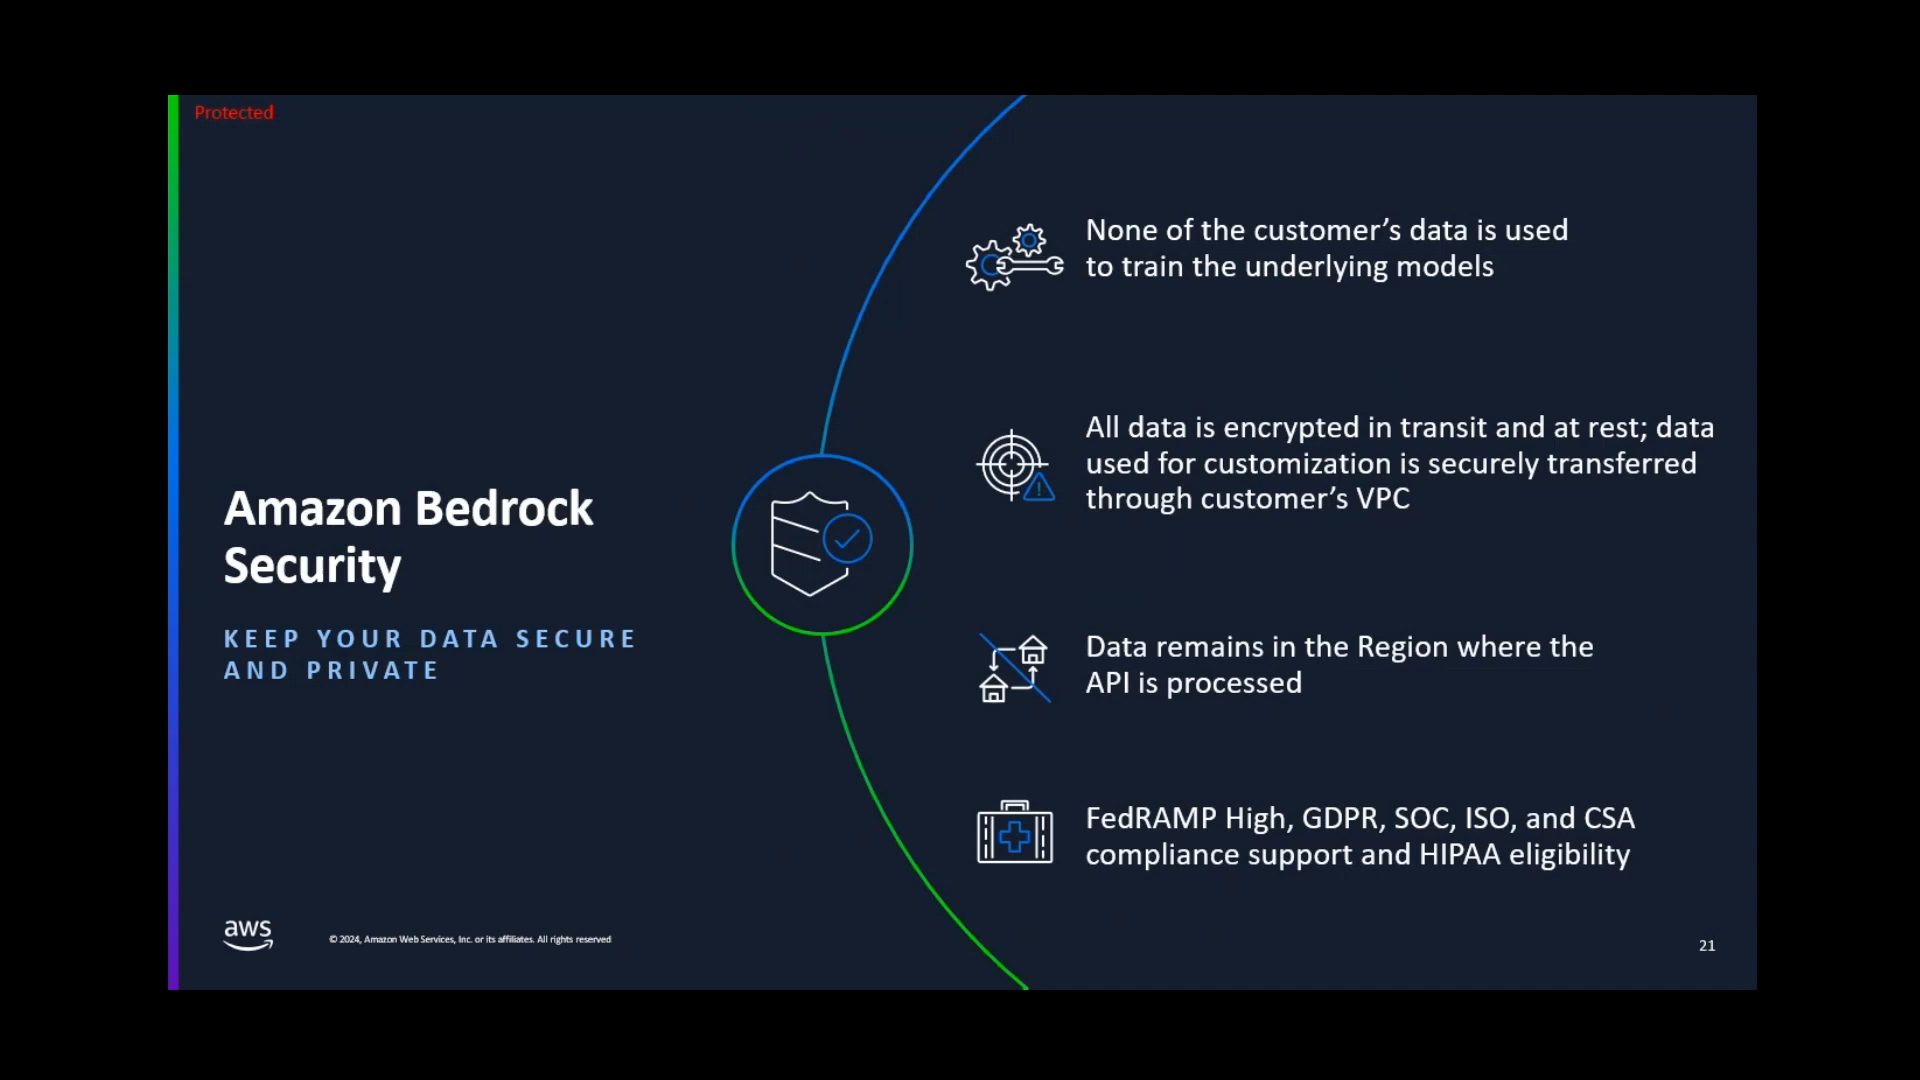 Protected
Amazon Bedrock
Security
KEEP YOUR DATA SECURE
AND PRIVATE
None of the customer’s data is used
to train the underlying models
All data is encrypted in transit and at rest; data
used for customization is securely transferred
through customer’s VPC
Data remains in the Region where the
API is processed
FedRAMP High, GDPR, SOC, ISO, and CSA
compliance support and HIPAA eligibility
aws
© 2024, Amazon Web Services, Inc. or its affiliates. All rights reserved
21